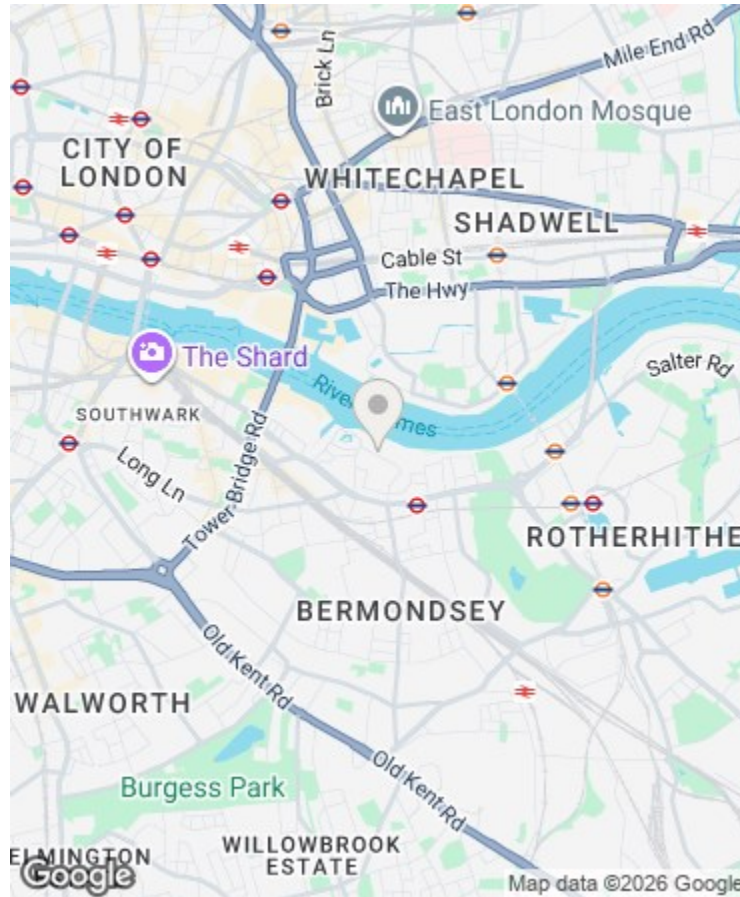 Mile End Rd
Brick Ln
East London Mosque
CITY OF
LONDON
WHITECHAPEL
SHADWELL
Cable St
The Hwy
The Shard
River
mes
Salter Rd
SOUTHWARK
Tower Bridge Rd
Long Ln
ROTHERHITHE
BERMONDSEY
Old Kent Rd
WALWORTH
Old Kent Rd
Burgess Park
WILLOWBROOK
ESTATE
ELMINGTON
Google
Map data ©2026 Google